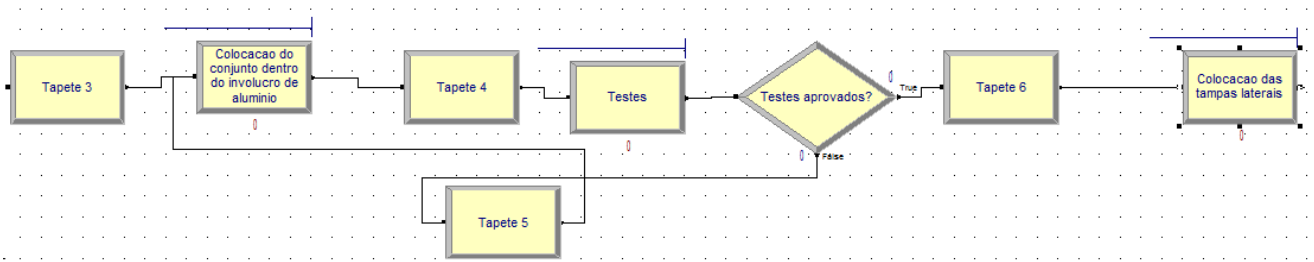 Tapete 3
Colocacao do
conjunto dentro
do involucro de
aluminio
0
Tapete 4
Testes
0
Testes aprovados?
0
True
0
False
Tapete 5
Tapete 6
Colocacao das
tampas laterais
0